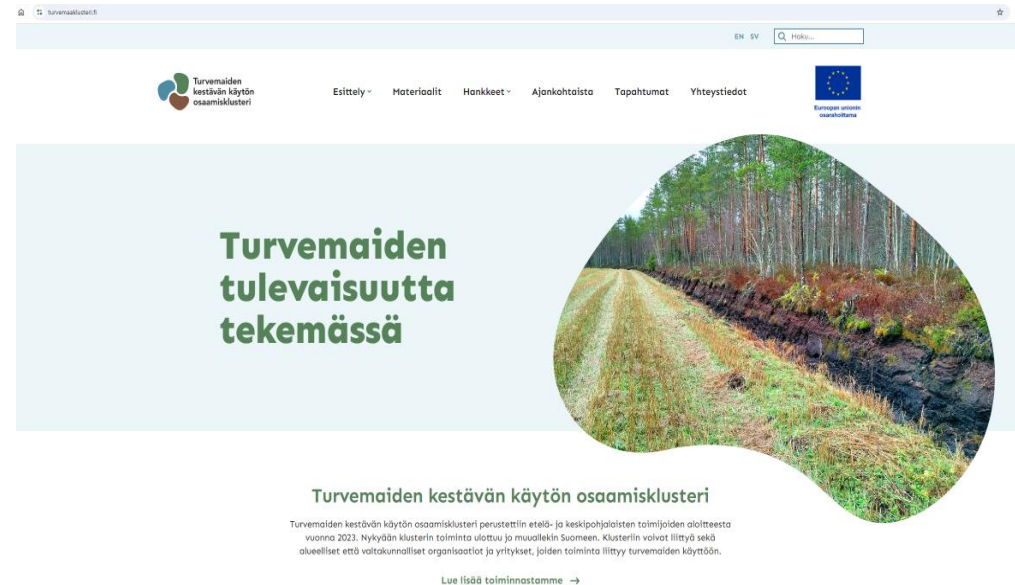 turvemaaklusteri.fi
EN SV Haku...
Turvemaiden
kestävän käytön
osaamisklusteri
Esittely Materiaalit Hankkeet Ajankohtaista Tapahtumat Yhteystiedot
Euroopan unionin
osarahoittama
Turvemaiden
tulevaisuutta
tekemässä
Turvemaiden kestävän käytön osaamisklusteri
Turvemaiden kestävän käytön osaamisklusteri perustettiin etelä- ja keskipohjalaisten toimijoiden aloitteesta
vuonna 2023. Nykyään klusterin toiminta ulottuu jo muuallekin Suomeen. Klusteriin voivat liittyä sekä
alueelliset että valtakunnalliset organisaatiot ja yritykset, joiden toiminta liittyy turvemaiden käyttöön.
Lue lisää toiminnastamme →